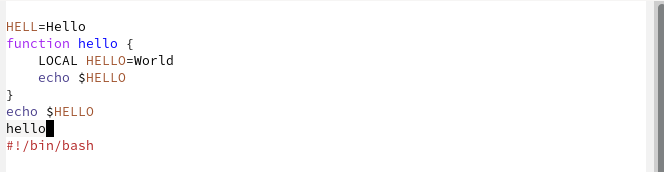 HELL=Hello
function hello {
    LOCAL HELLO=World
    echo $HELLO
}
echo $HELLO
hello
#!/bin/bash